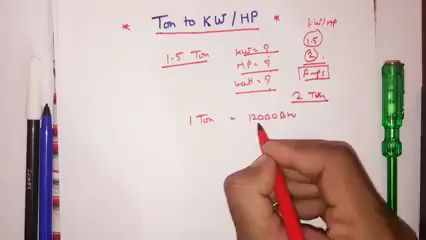 * Ton to KW/HP *
KW/HP
1.5 Ton
KW = ?
1.5
HP = ?
2
Watt = ?
Amps
2 Ton
1 Ton = 12000 Btu